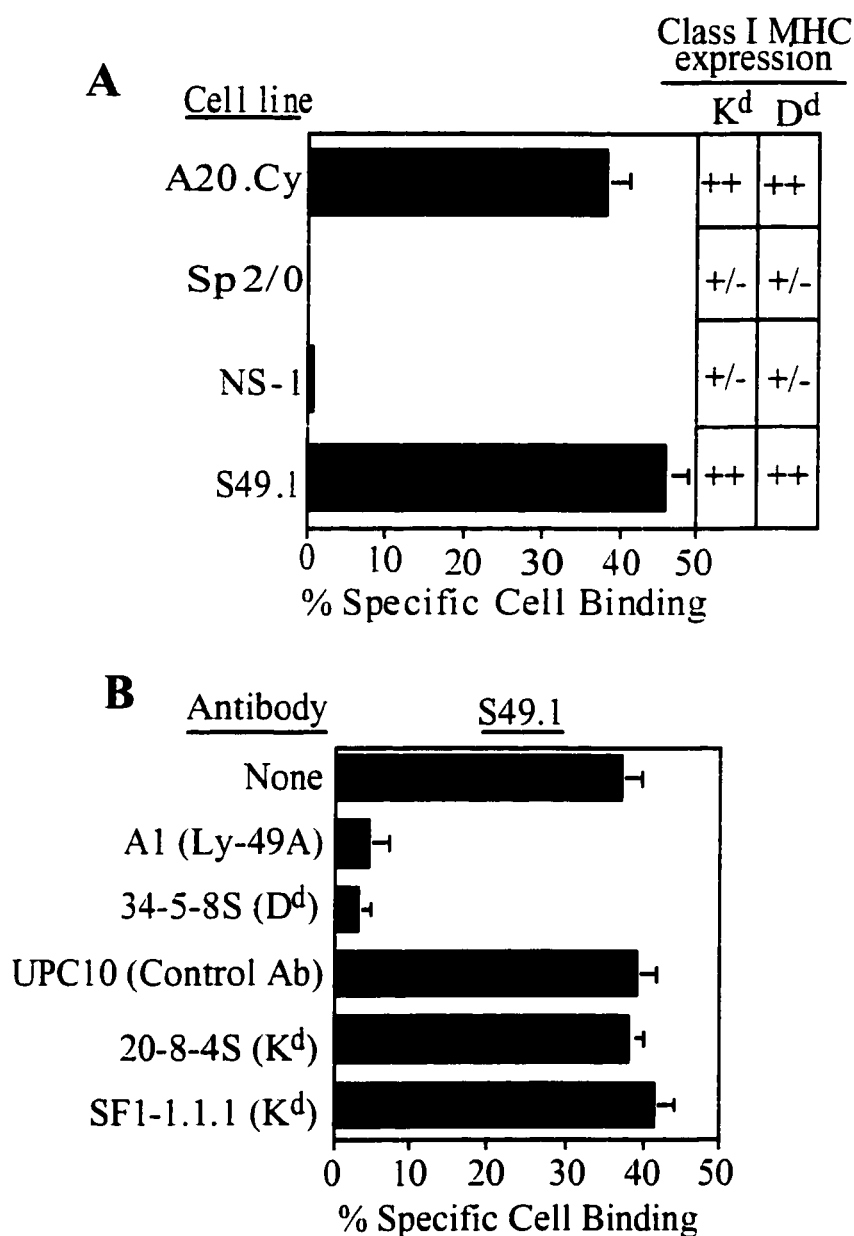 Class I MHC
expression
A
Cell line
K^d D^d
A20.Cy ++ ++
Sp2/0 +/- +/-
NS-1 +/- +/-
S49.1 ++ ++
0 10 20 30 40 50
% Specific Cell Binding
B
Antibody S49.1
None
A1 (Ly-49A)
34-5-8S (D^d)
UPC10 (Control Ab)
20-8-4S (K^d)
SF1-1.1.1 (K^d)
0 10 20 30 40 50
% Specific Cell Binding